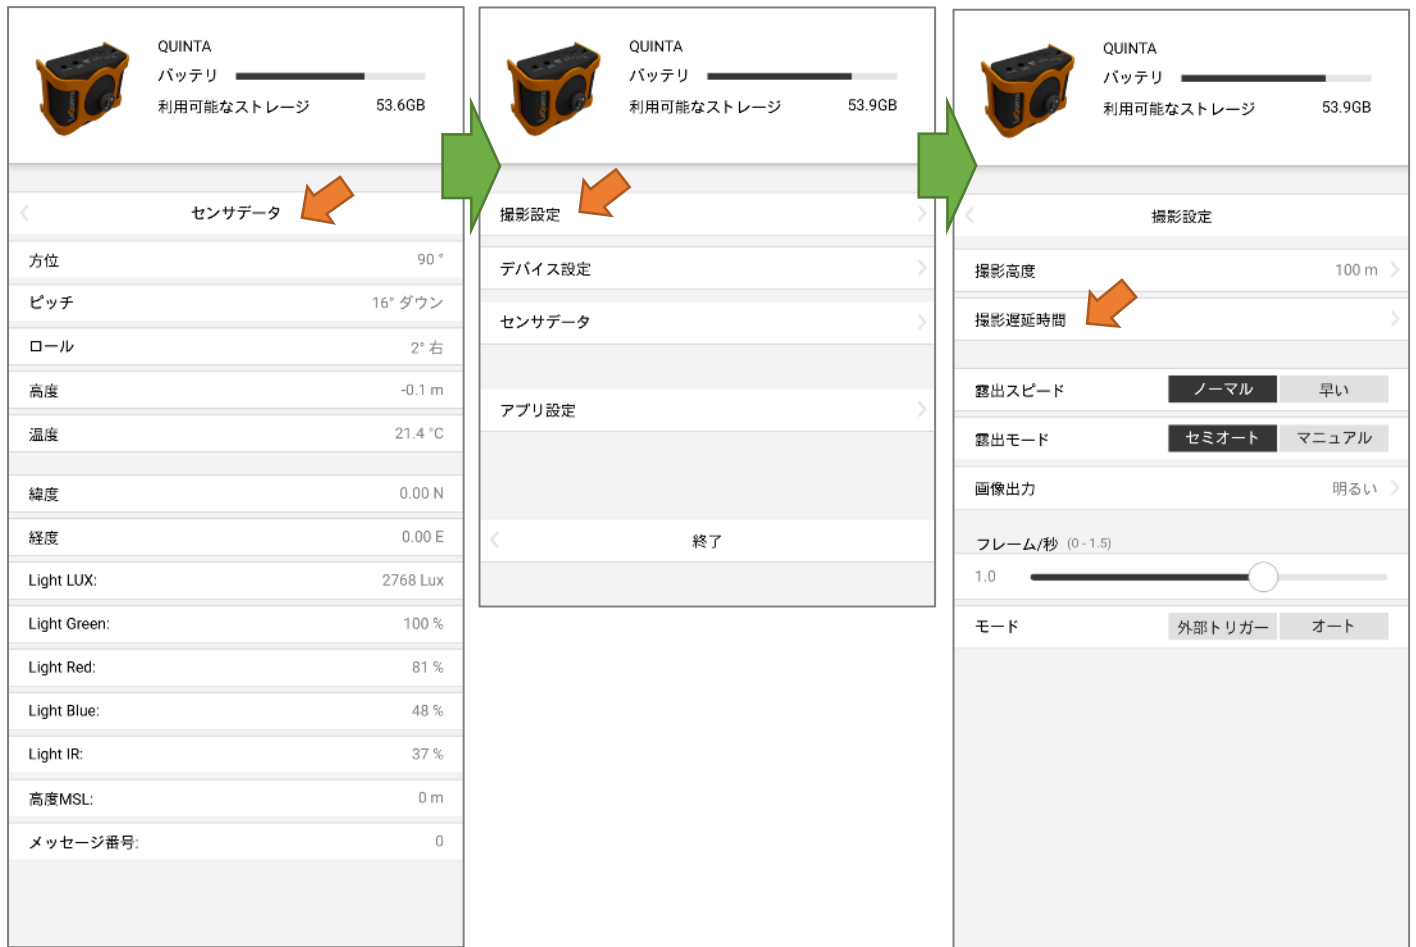 QUINTA
バッテリ
利用可能なストレージ 53.6GB
センサデータ
方位 90 °
ピッチ 16° ダウン
ロール 2° 右
高度 -0.1 m
温度 21.4 °C
緯度 0.00 N
経度 0.00 E
Light LUX: 2768 Lux
Light Green: 100 %
Light Red: 81 %
Light Blue: 48 %
Light IR: 37 %
高度MSL: 0 m
メッセージ番号: 0
QUINTA
バッテリ
利用可能なストレージ 53.9GB
撮影設定
デバイス設定
センサデータ
アプリ設定
終了
QUINTA
バッテリ
利用可能なストレージ 53.9GB
撮影設定
撮影高度 100 m
撮影遅延時間
露出スピード ノーマル 早い
露出モード セミオート マニュアル
画像出力 明るい
フレーム/秒 (0 - 1.5)
1.0
モード 外部トリガー オート